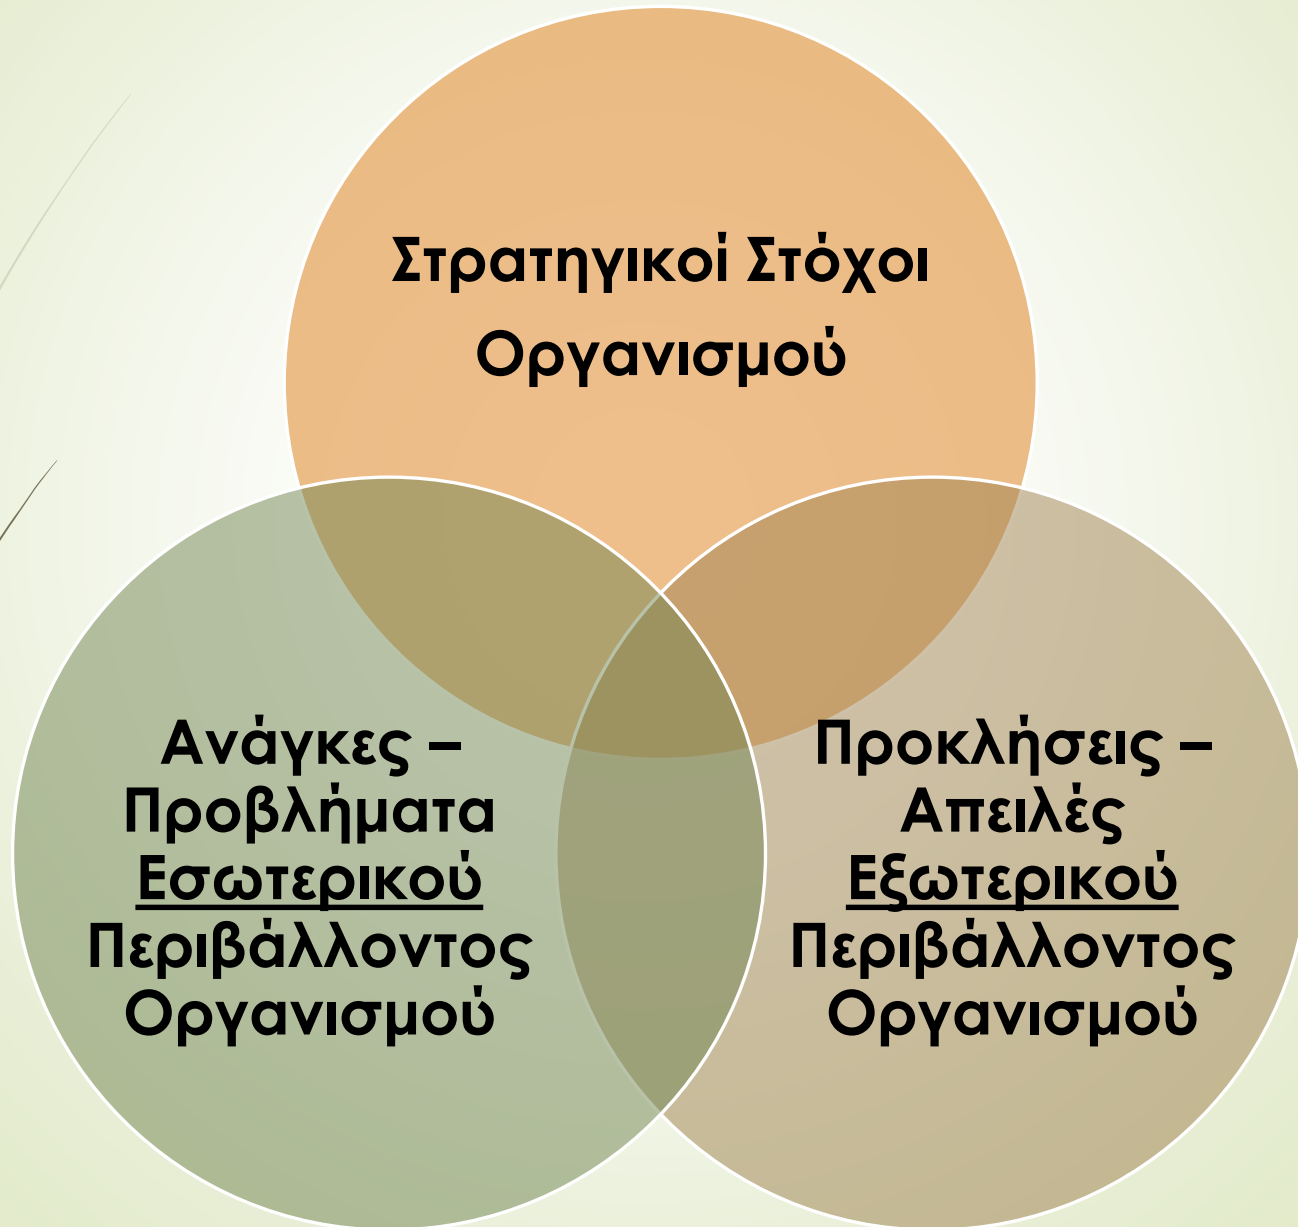 Στρατηγικοί Στόχοι
Οργανισμού
Ανάγκες –
Προβλήματα
Εσωτερικού
Περιβάλλοντος
Οργανισμού
Προκλήσεις –
Απειλές
Εξωτερικού
Περιβάλλοντος
Οργανισμού